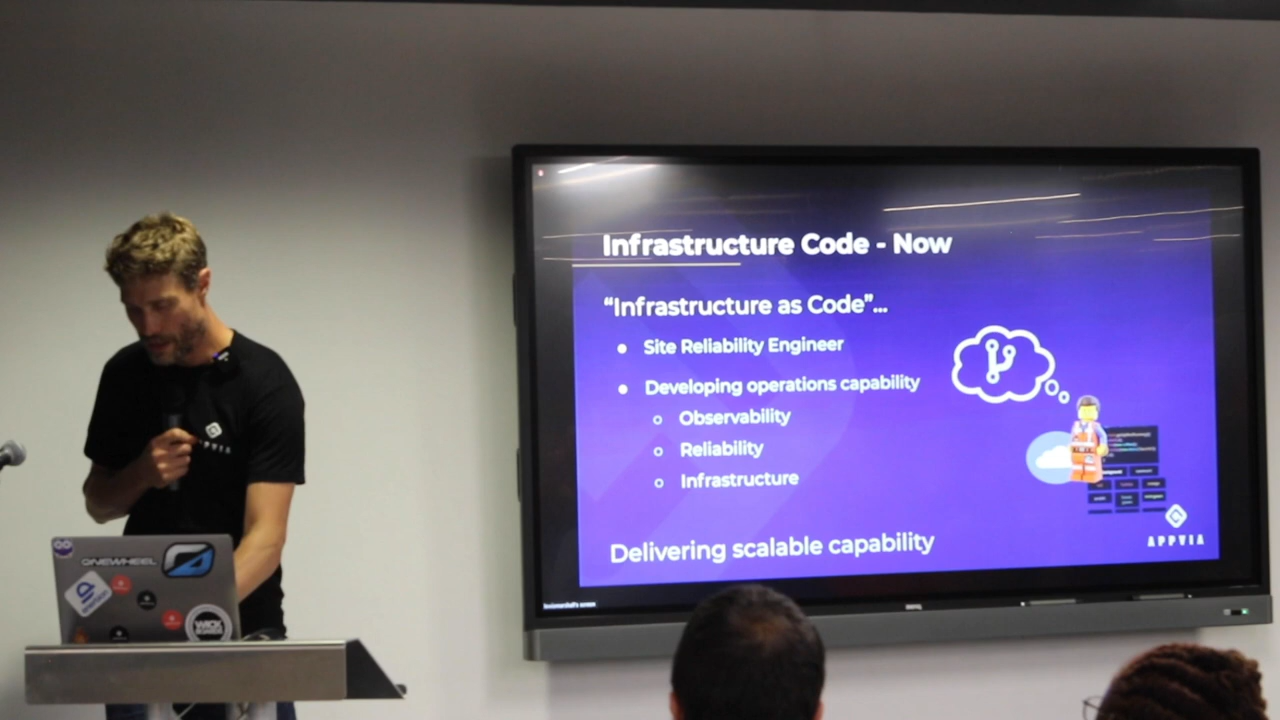 Infrastructure Code - Now
“Infrastructure as Code”...
Site Reliability Engineer
Developing operations capability
Observability
Reliability
Infrastructure
Delivering scalable capability
APPVIA
ONEWHEEL
WICK